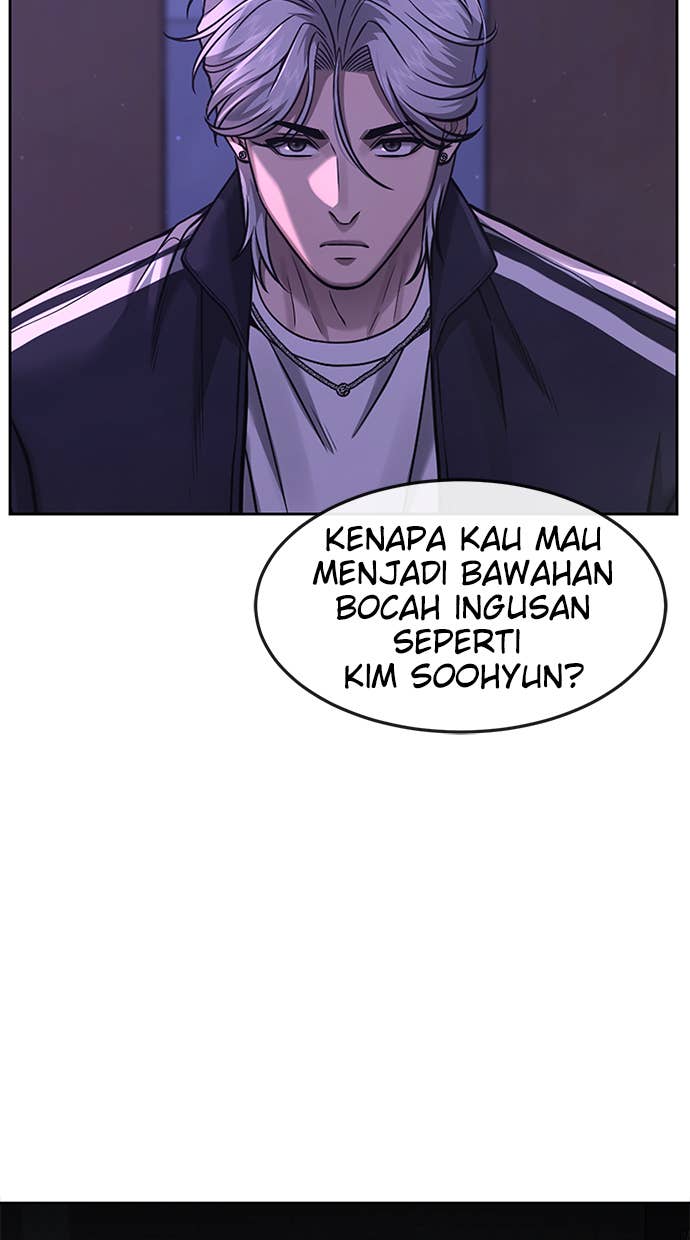 KENAPA KAU MAU
MENJADI BAWAHAN
BOCAH INGUSAN
SEPERTI
KIM SOOHYUN?